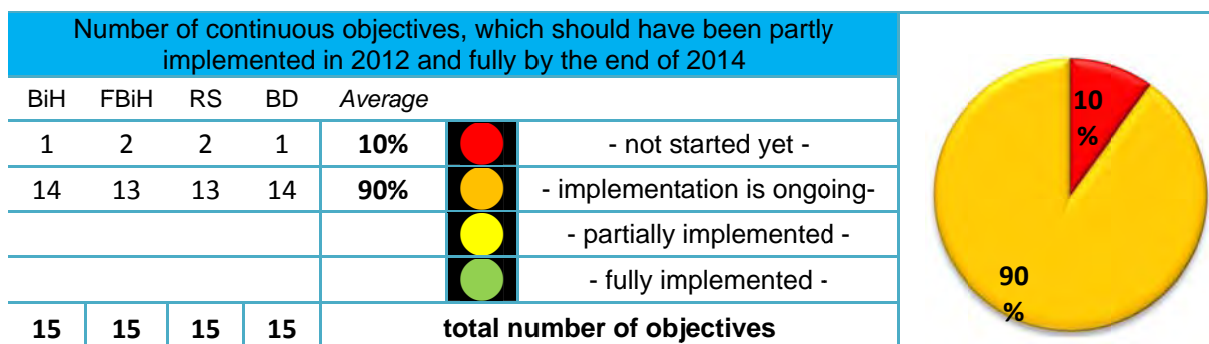 Number of continuous objectives, which should have been partly
implemented in 2012 and fully by the end of 2014
BiH FBiH RS BD Average
1 2 2 1 10% - not started yet -
14 13 13 14 90% - implementation is ongoing-
- partially implemented -
- fully implemented -
15 15 15 15 total number of objectives
10
%
90
%